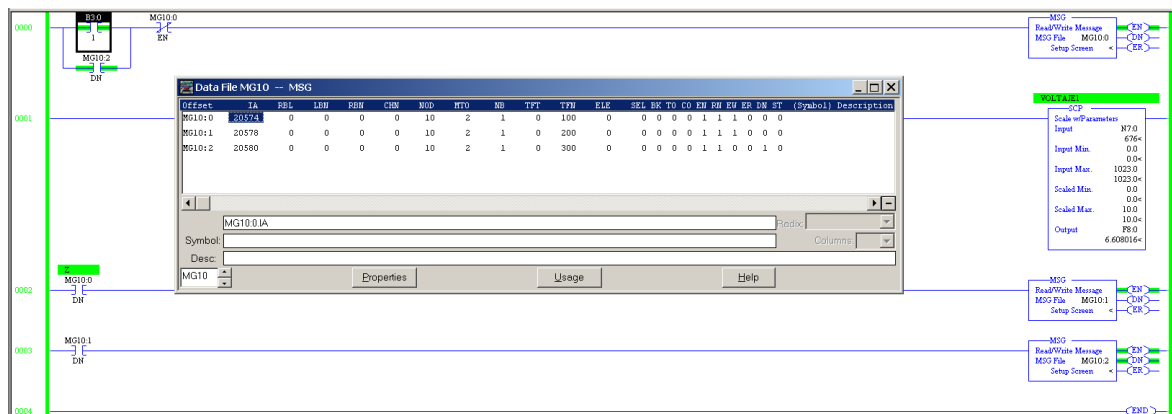 0000
B3:0
1
MG10:0
EN
MG10:2
DN
MSG
Read/Write Message
MSG File MG10:0
Setup Screen <
EN
DN
ER
Data File MG10 -- MSG
Offset IA RBL LBN RBN CHN NOD MTO NB TFT TFN ELE SEL BK TO CO EN RN EW ER DN ST (Symbol) Description
MG10:0 20574 0 0 0 0 10 2 1 0 100 0 0 0 0 0 1 1 1 0 0 0
MG10:1 20578 0 0 0 0 10 2 1 0 200 0 0 0 0 0 1 1 1 0 0 0
MG10:2 20580 0 0 0 0 10 2 1 0 300 0 0 0 0 0 1 1 0 0 1 0
MG10:0.IA
Radix:
Symbol:
Columns:
Desc:
MG10
Properties
Usage
Help
0001
VOLTAJE1
SCP
Scale w/Parameters
Input N7:0
676<
Input Min. 0.0
0.0<
Input Max. 1023.0
1023.0<
Scaled Min. 0.0
0.0<
Scaled Max. 10.0
10.0<
Output F8:0
6.608016<
0002
Z
MG10:0
DN
MSG
Read/Write Message
MSG File MG10:1
Setup Screen <
EN
DN
ER
0003
MG10:1
DN
MSG
Read/Write Message
MSG File MG10:2
Setup Screen <
EN
DN
ER
0004
END